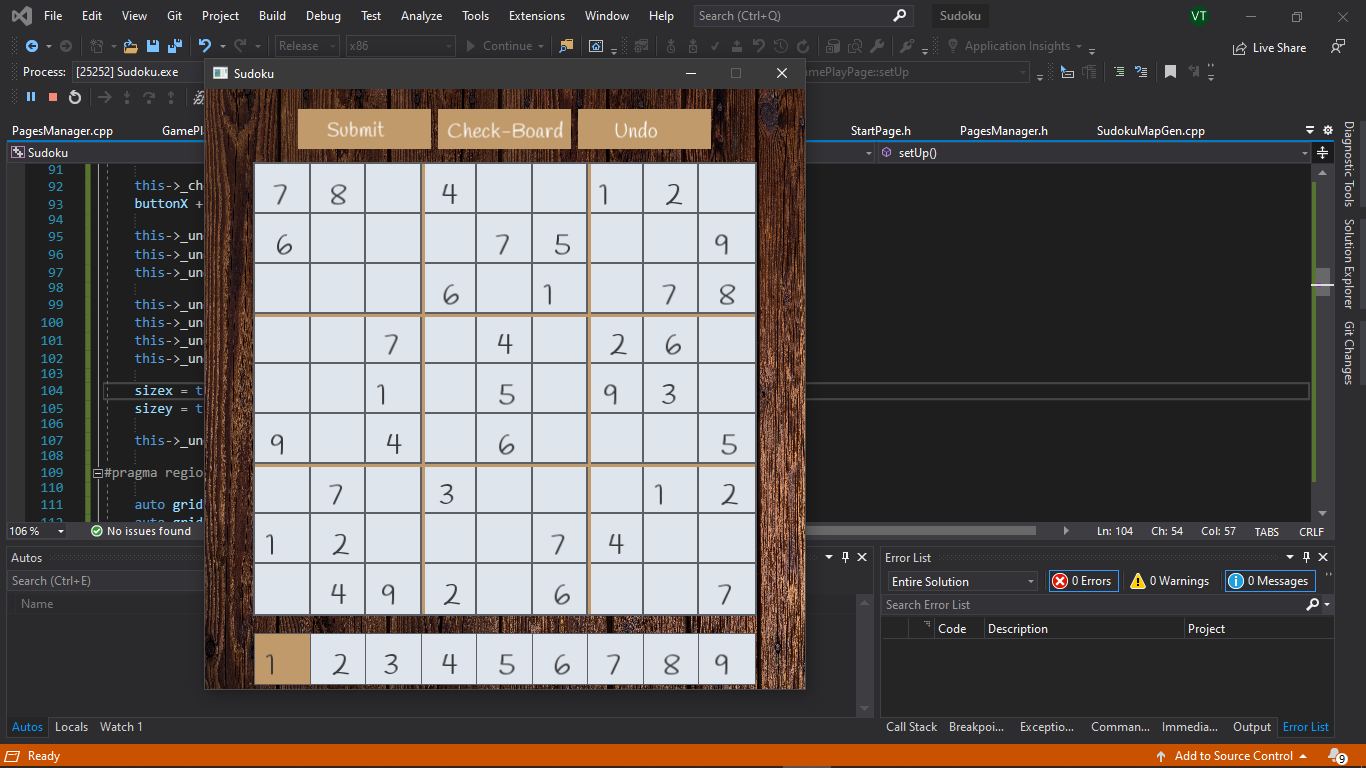 File Edit View Git Project Build Debug Test Analyze Tools Extensions Window Help Search (Ctrl+Q) Sudoku VT
Release x86 Continue Application Insights Live Share
Process: [25252] Sudoku.exe
Sudoku
PagesManager.cpp StartPage.h PagesManager.h SudokuMapGen.cpp
Sudoku setUp()
Submit Check-Board Undo
7 8 4 1 2
6 7 5 9
6 1 7 8
7 4 2 6
1 5 9 3
9 4 6 5
7 3 1 2
1 2 7 4
4 9 2 6 7
1 2 3 4 5 6 7 8 9
91
92 this->_che
93 buttonX +
94
95 this->_un
96 this->_un
97 this->_un
98
99 this->_un
100 this->_un
101 this->_un
102 this->_un
103
104 sizex = t
105 sizey = t
106
107 this->_un
108
109 #pragma regio
110
111 auto grid
106 % No issues found Ln: 104 Ch: 54 Col: 57 TABS CRLF
Autos
Search (Ctrl+E)
Name
Autos Locals Watch 1
Error List
Entire Solution 0 Errors 0 Warnings 0 Messages
Search Error List
Code Description Project
Call Stack Breakpoi... Exceptio... Comman... Immedia... Output Error List
Diagnostic Tools
Solution Explorer
Git Changes
Ready Add to Source Control 9